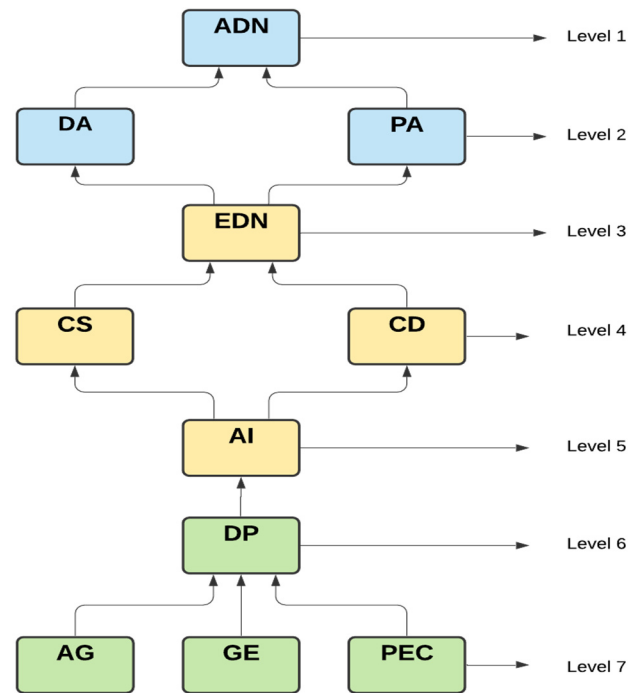 ADN
Level 1
DA
PA
Level 2
EDN
Level 3
CS
CD
Level 4
AI
Level 5
DP
Level 6
AG
GE
PEC
Level 7